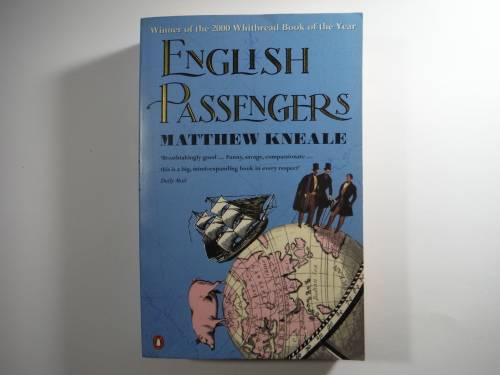 Winner of the 2000 Whitbread Book of the Year
ENGLISH
PASSENGERS
MATTHEW KNEALE
'Breathtakingly good ... Funny, savage, compassionate ...
this is a big, mind-expanding book in every respect'
Daily Mail